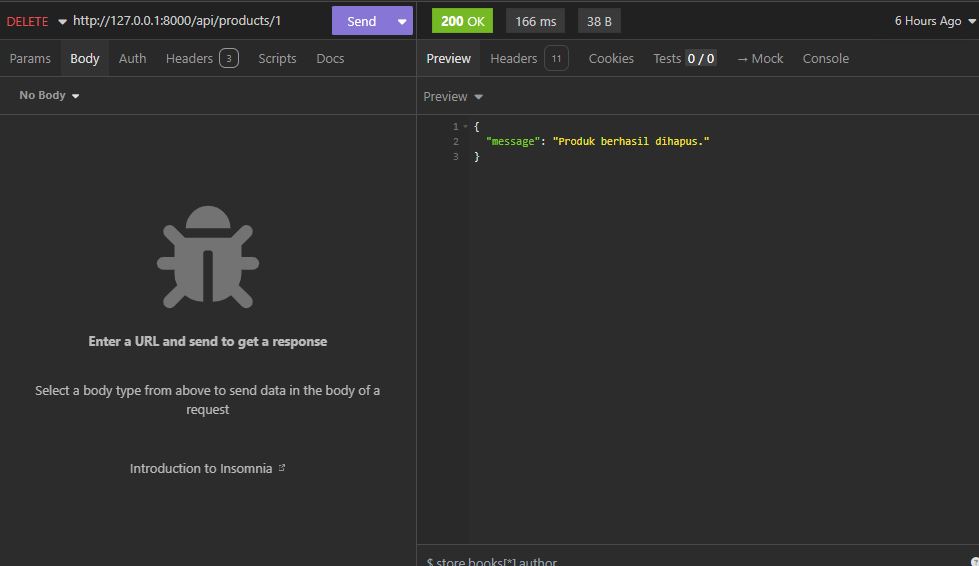 DELETE http://127.0.0.1:8000/api/products/1 Send
Params Body Auth Headers 3 Scripts Docs
No Body
Enter a URL and send to get a response
Select a body type from above to send data in the body of a
request
Introduction to Insomnia
200 OK 166 ms 38 B 6 Hours Ago
Preview Headers 11 Cookies Tests 0 / 0 → Mock Console
Preview
1 {
2 "message": "Produk berhasil dihapus."
3 }
$.store.books[*].author